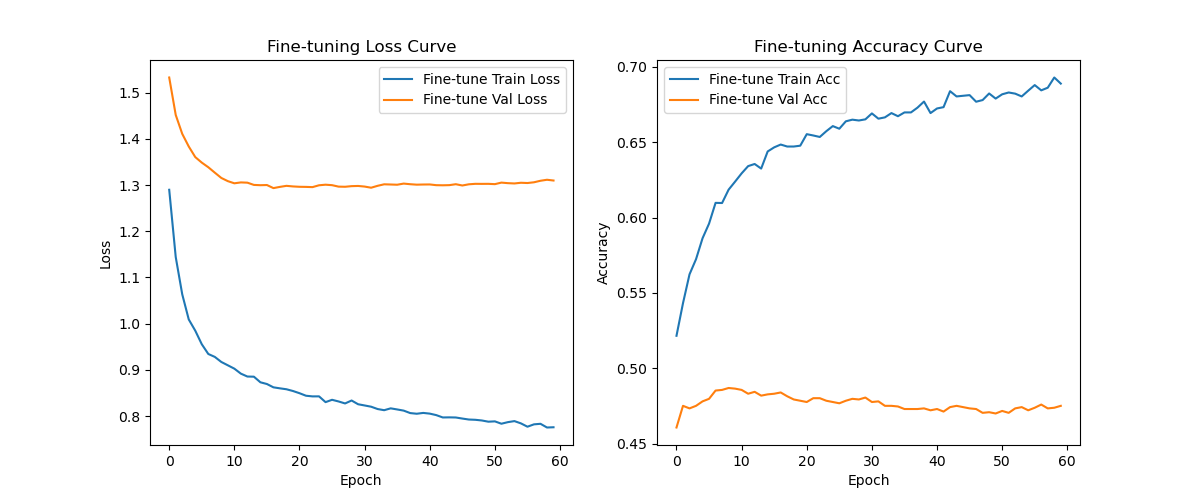 Fine-tuning Loss Curve
Fine-tune Train Loss
Fine-tune Val Loss
1.5
1.4
1.3
1.2
1.1
1.0
0.9
0.8
Loss
0
10
20
30
40
50
60
Epoch
Fine-tuning Accuracy Curve
Fine-tune Train Acc
Fine-tune Val Acc
0.70
0.65
0.60
0.55
0.50
0.45
Accuracy
0
10
20
30
40
50
60
Epoch